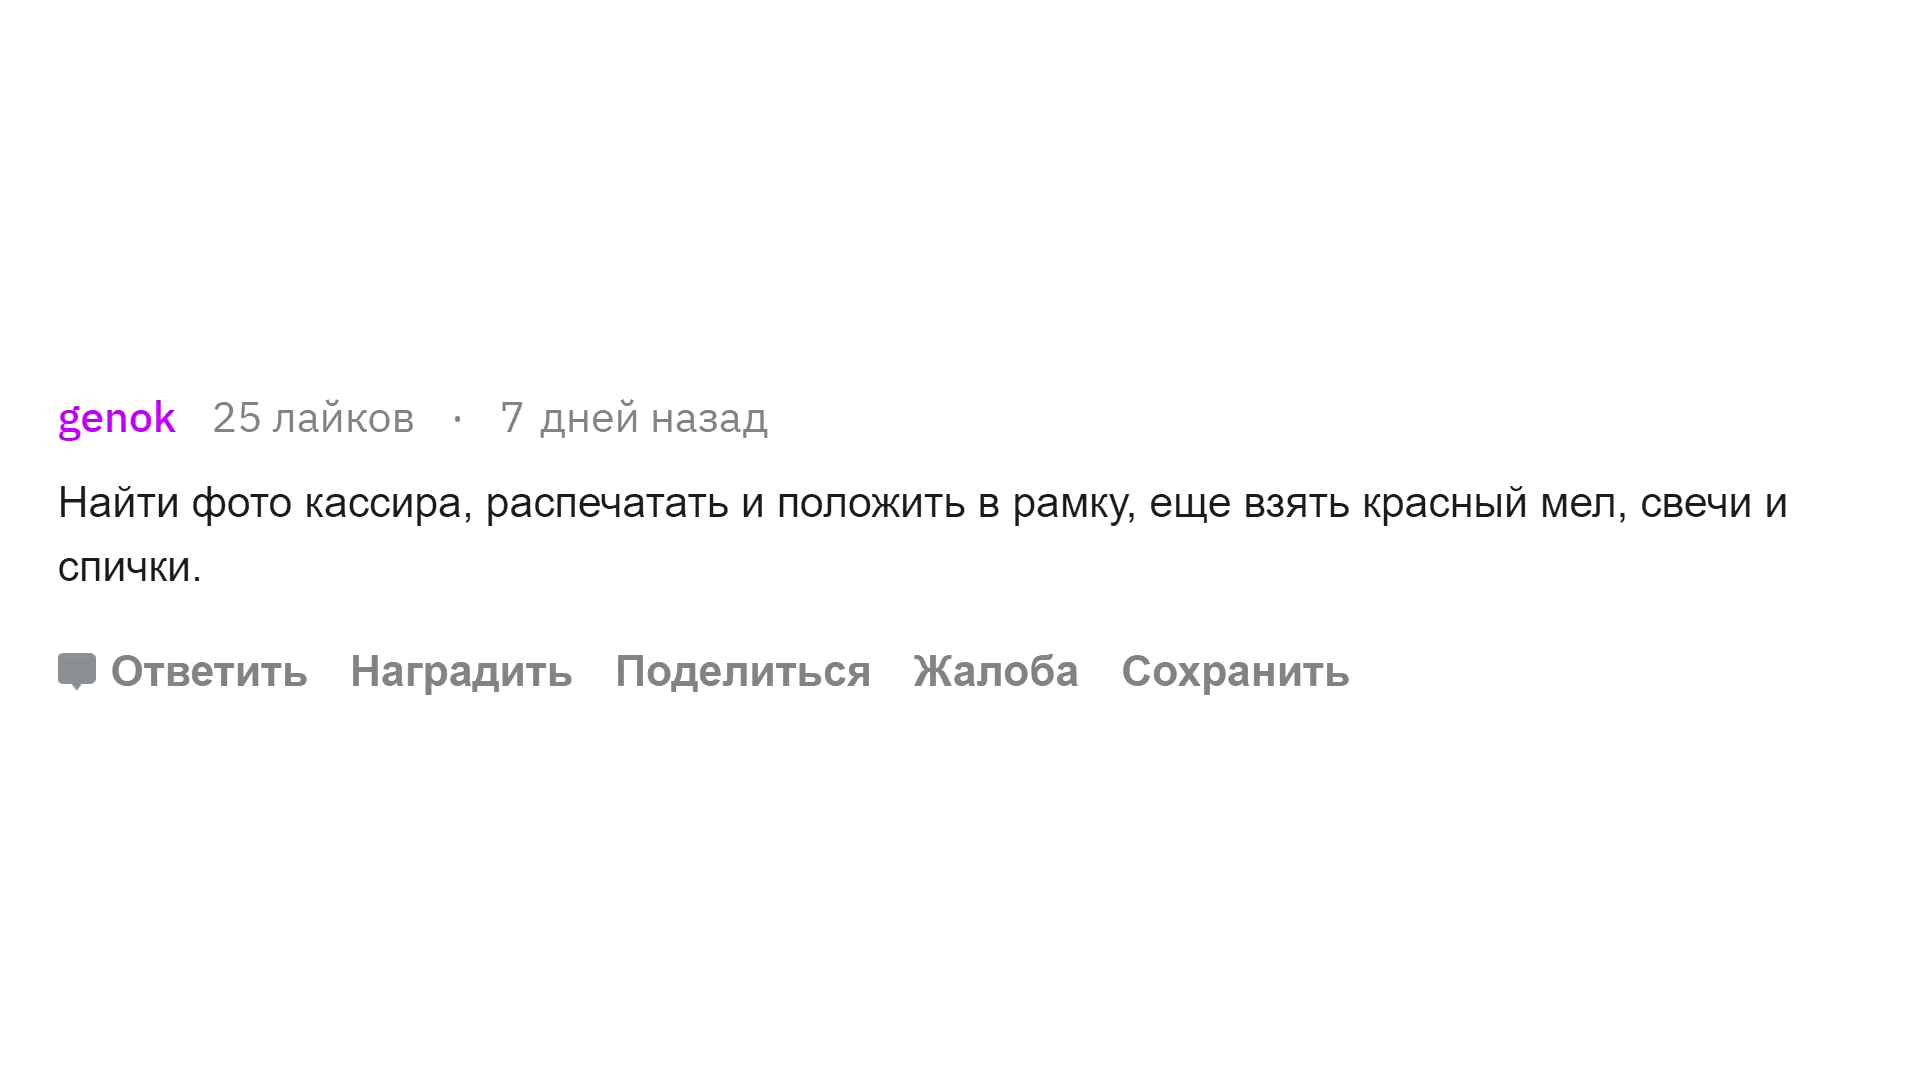 genok 25 лайков · 7 дней назад
Найти фото кассира, распечатать и положить в рамку, еще взять красный мел, свечи и
спички.
Ответить Наградить Поделиться Жалоба Сохранить